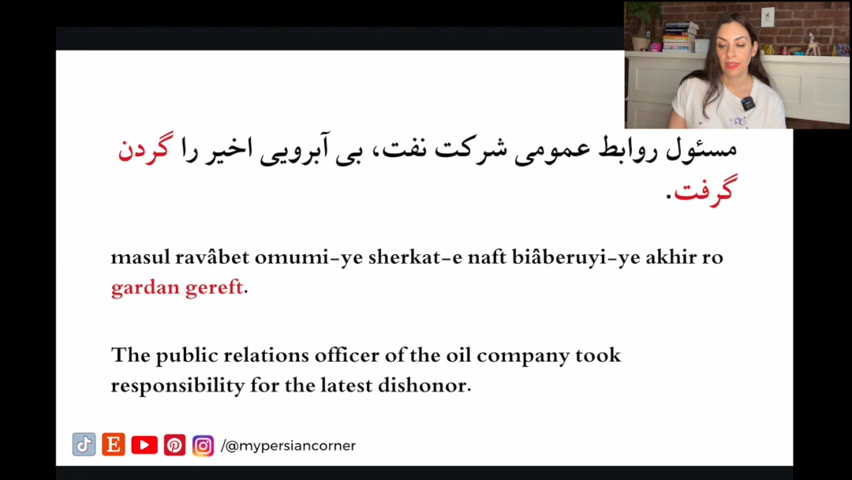 مسئول روابط عمومی شرکت نفت، بی آبرویی اخیر را گردن
گرفت.
masul ravâbet omumi-ye sherkat-e naft biâberuyi-ye akhir ro
gardan gereft.
The public relations officer of the oil company took
responsibility for the latest dishonor.
/@mypersiancorner